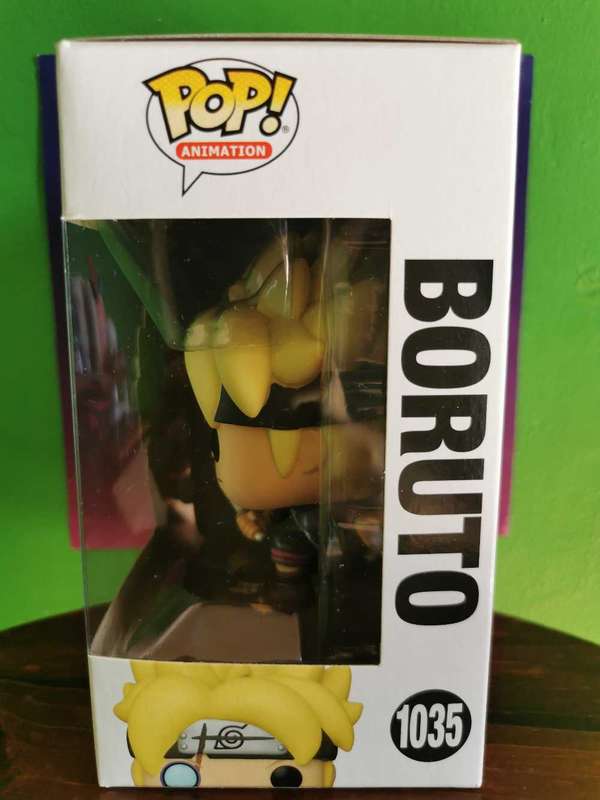 POP!
®
ANIMATION
BORUTO
1035